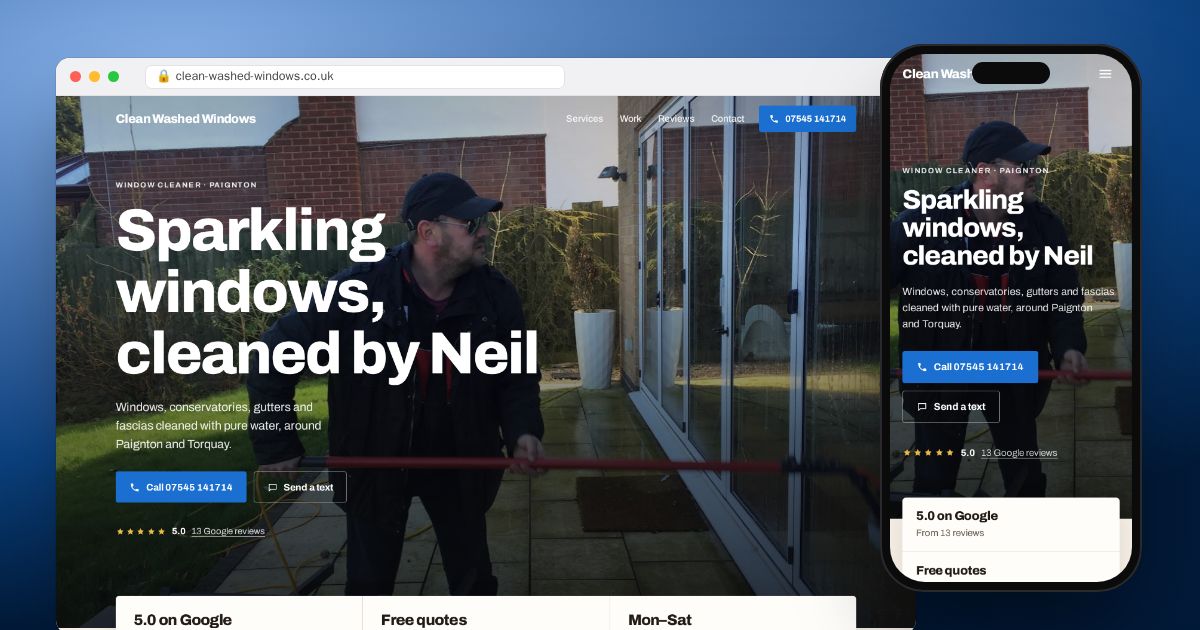 clean-washed-windows.co.uk
Clean Washed Windows
Services Work Reviews Contact 07545 141714
WINDOW CLEANER · PAIGNTON
Sparkling
windows,
cleaned by Neil
Windows, conservatories, gutters and
fascias cleaned with pure water, around
Paignton and Torquay.
Call 07545 141714 Send a text
5.0 13 Google reviews
5.0 on Google Free quotes Mon–Sat
Clean Wash
WINDOW CLEANER · PAIGNTON
Sparkling
windows,
cleaned by Neil
Windows, conservatories, gutters and fascias
cleaned with pure water, around Paignton
and Torquay.
Call 07545 141714
Send a text
5.0 13 Google reviews
5.0 on Google
From 13 reviews
Free quotes